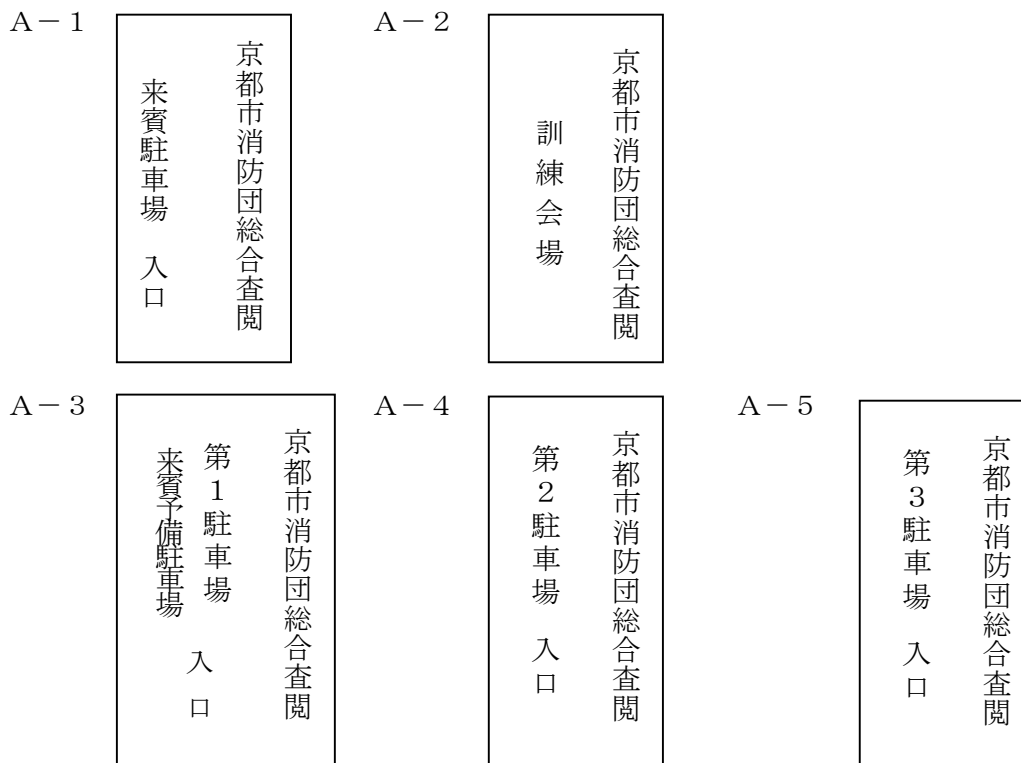 A－1
京都市消防団総合査閲
来賓駐車場　入口
A－2
京都市消防団総合査閲
訓練会場
A－3
京都市消防団総合査閲
第1駐車場
来賓予備駐車場
入口
A－4
京都市消防団総合査閲
第2駐車場　入口
A－5
京都市消防団総合査閲
第3駐車場　入口